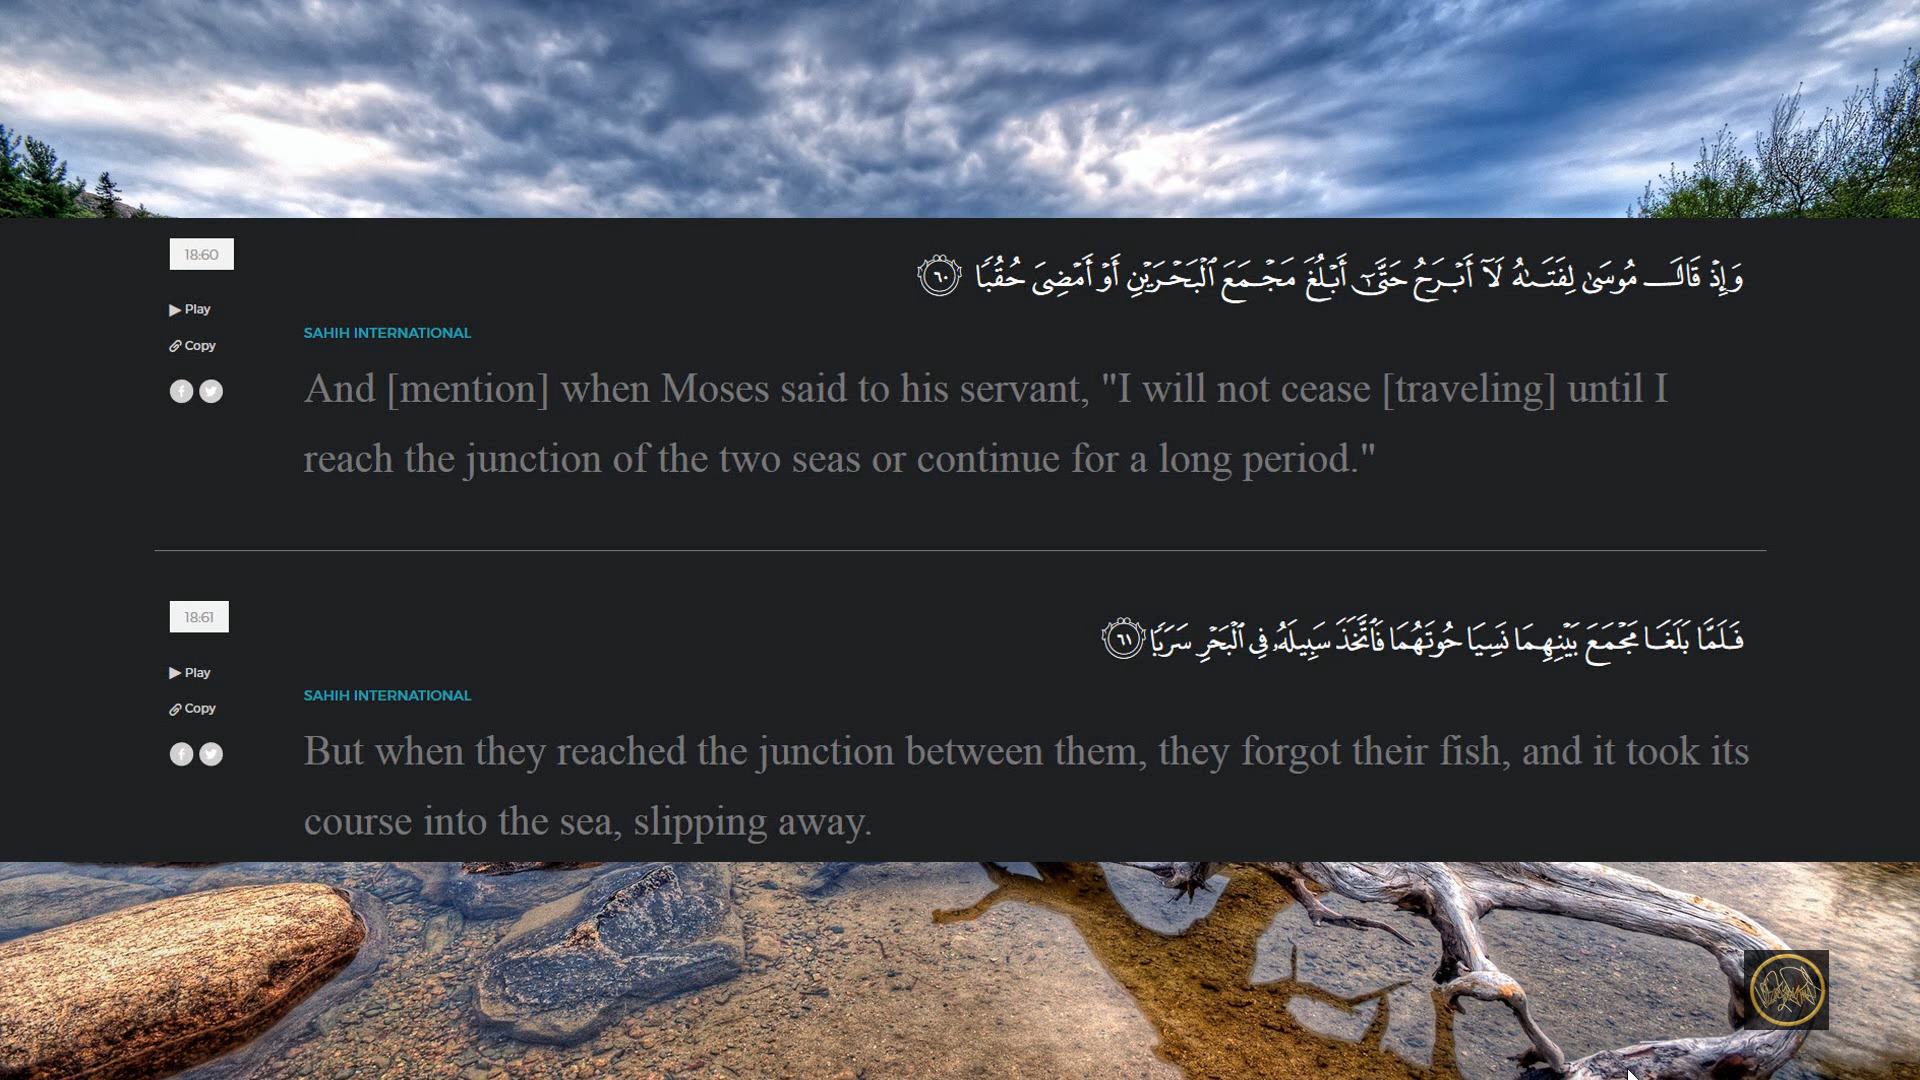 18:60
وَإِذْ قَالَ مُوسَىٰ لِفَتَىٰهُ لَآ أَبْرَحُ حَتَّىٰٓ أَبْلُغَ مَجْمَعَ ٱلْبَحْرَيْنِ أَوْ أَمْضِىَ حُقُبًا ٦٠
Play
SAHIH INTERNATIONAL
Copy
And [mention] when Moses said to his servant, "I will not cease [traveling] until I
reach the junction of the two seas or continue for a long period."
18:61
فَلَمَّا بَلَغَا مَجْمَعَ بَيْنِهِمَا نَسِيَا حُوتَهُمَا فَٱتَّخَذَ سَبِيلَهُۥ فِى ٱلْبَحْرِ سَرَبًا ٦١
Play
SAHIH INTERNATIONAL
Copy
But when they reached the junction between them, they forgot their fish, and it took its
course into the sea, slipping away.